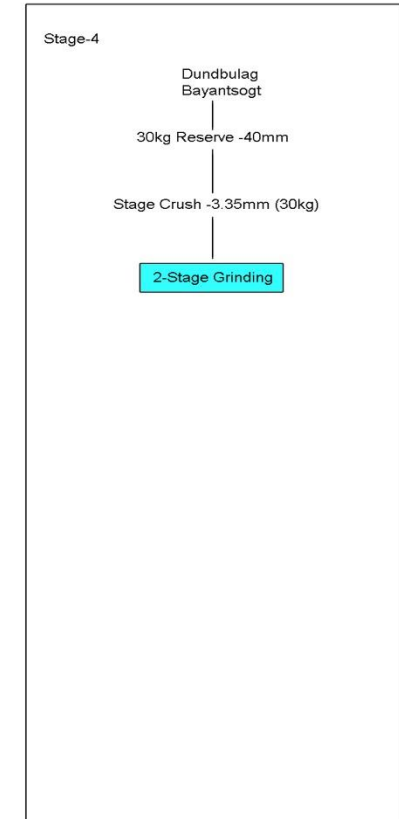 Stage-4
Dundbulag
Bayantsogt
30kg Reserve -40mm
Stage Crush -3.35mm (30kg)
2-Stage Grinding